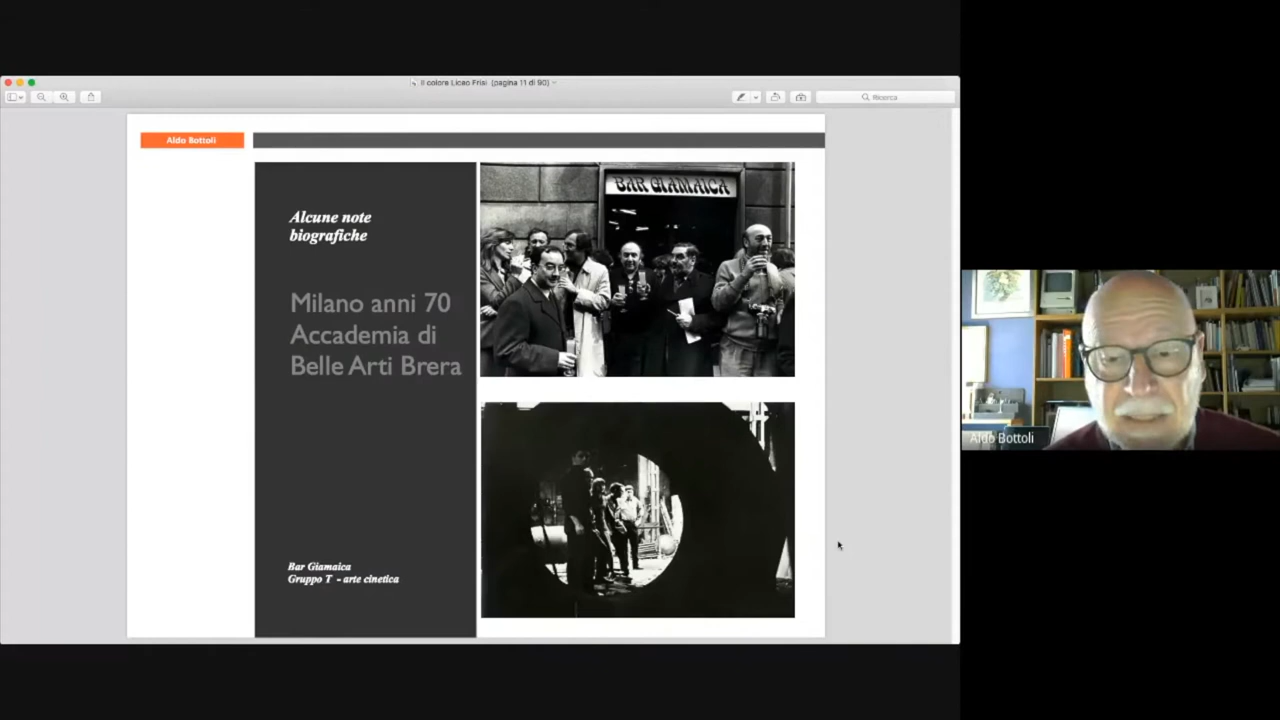 Il colore Liceo Frisi (pagina 11 di 90)
Ricerca
Aldo Bottoli
Alcune note
biografiche
Milano anni 70
Accademia di
Belle Arti Brera
Bar Giamaica
Gruppo T - arte cinetica
BAR GIAMAICA
Aldo Bottoli